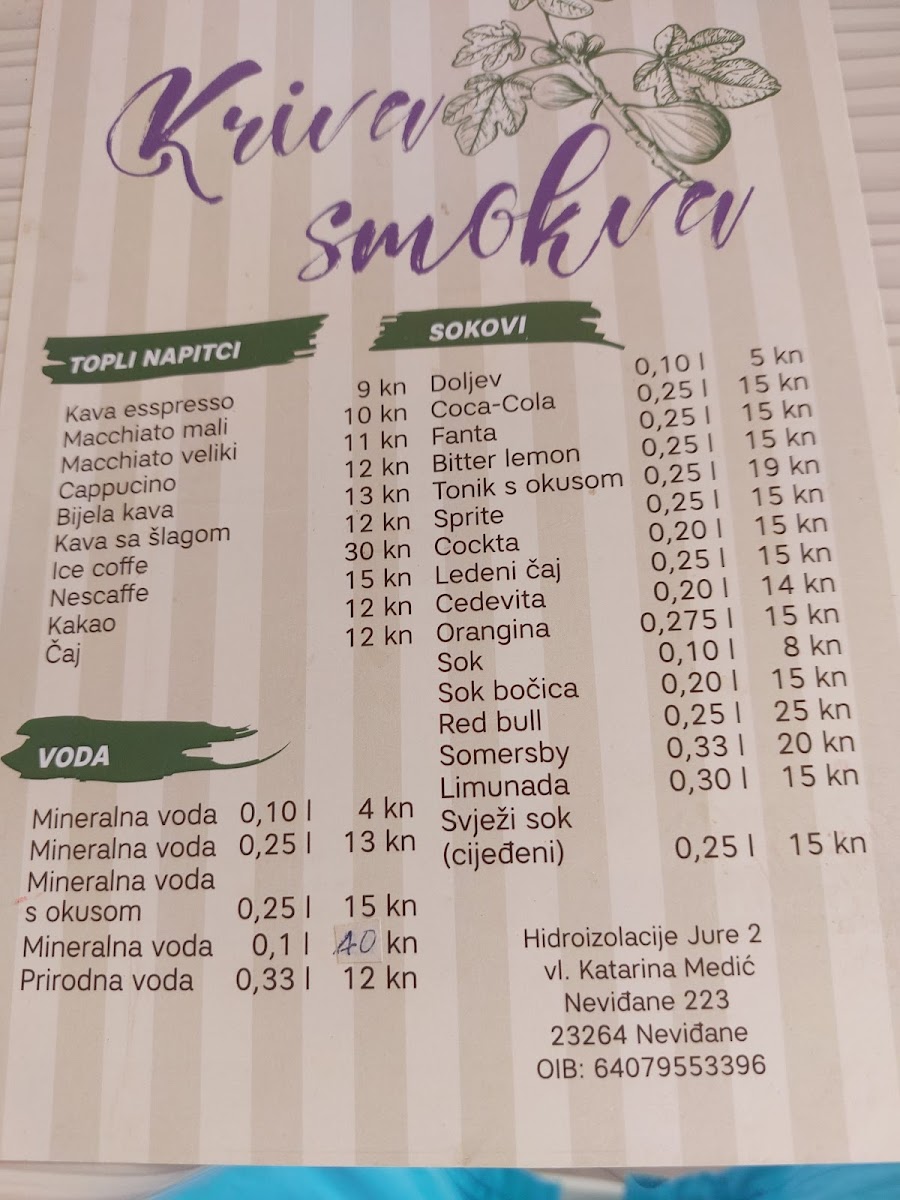 Kriva
smokva
TOPLI NAPITCI
Kava esspresso 9 kn
Macchiato mali 10 kn
Macchiato veliki 11 kn
Cappucino 12 kn
Bijela kava 13 kn
Kava sa šlagom 12 kn
Ice coffe 30 kn
Nescaffe 15 kn
Kakao 12 kn
Čaj 12 kn
VODA
Mineralna voda 0,10 l 4 kn
Mineralna voda 0,25 l 13 kn
Mineralna voda
s okusom 0,25 l 15 kn
Mineralna voda 0,1 l 40 kn
Prirodna voda 0,33 l 12 kn
SOKOVI
Doljev 0,10 l 5 kn
Coca-Cola 0,25 l 15 kn
Fanta 0,25 l 15 kn
Bitter lemon 0,25 l 15 kn
Tonik s okusom 0,25 l 19 kn
Sprite 0,25 l 15 kn
Cockta 0,20 l 15 kn
Ledeni čaj 0,25 l 15 kn
Cedevita 0,20 l 14 kn
Orangina 0,275 l 15 kn
Sok 0,10 l 8 kn
Sok bočica 0,20 l 15 kn
Red bull 0,25 l 25 kn
Somersby 0,33 l 20 kn
Limunada 0,30 l 15 kn
Svježi sok
(cijeđeni) 0,25 l 15 kn
Hidroizolacije Jure 2
vl. Katarina Medić
Neviđane 223
23264 Neviđane
OIB: 64079553396